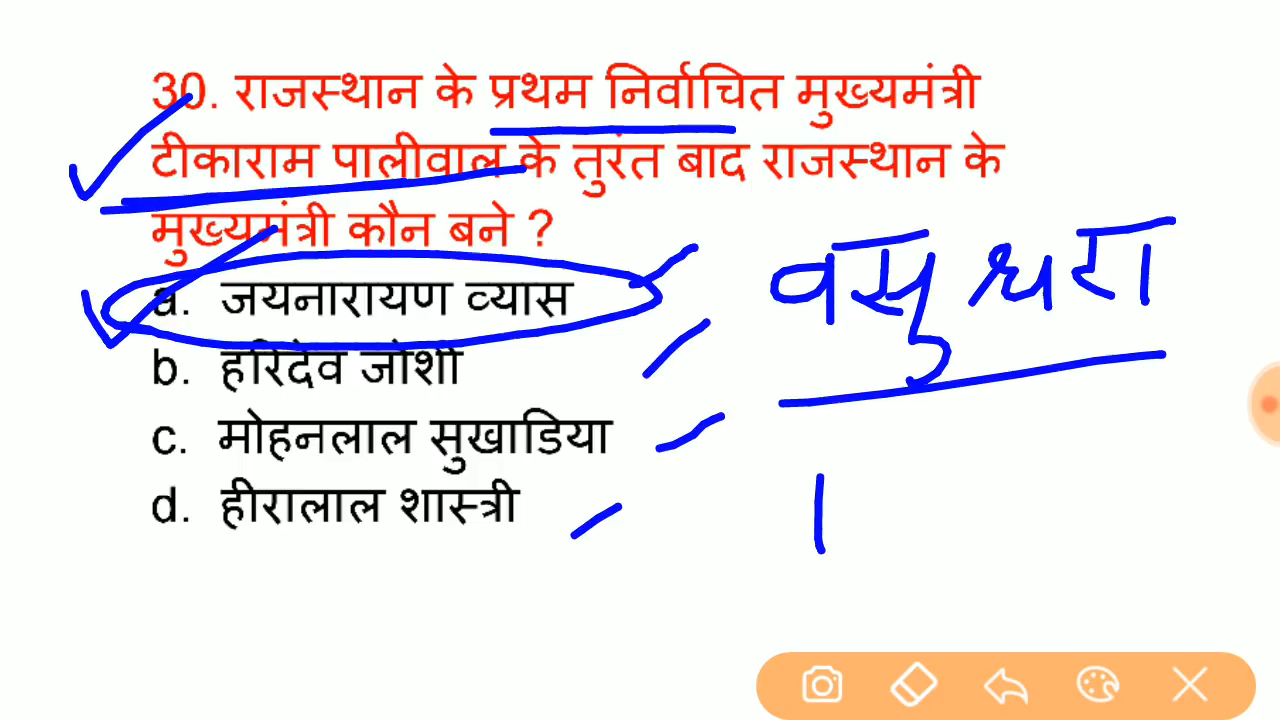 30. राजस्थान के प्रथम निर्वाचित मुख्यमंत्री
टीकाराम पालीवाल के तुरंत बाद राजस्थान के
मुख्यमंत्री कौन बने ?
a. जयनारायण व्यास
b. हरिदेव जोशी
c. मोहनलाल सुखाडिया
d. हीरालाल शास्त्री
वसुधरा